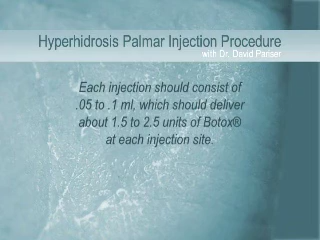 Hyperhidrosis Palmar Injection Procedure
with Dr. David Pariser
Each injection should consist of
.05 to .1 ml, which should deliver
about 1.5 to 2.5 units of Botox®
at each injection site.